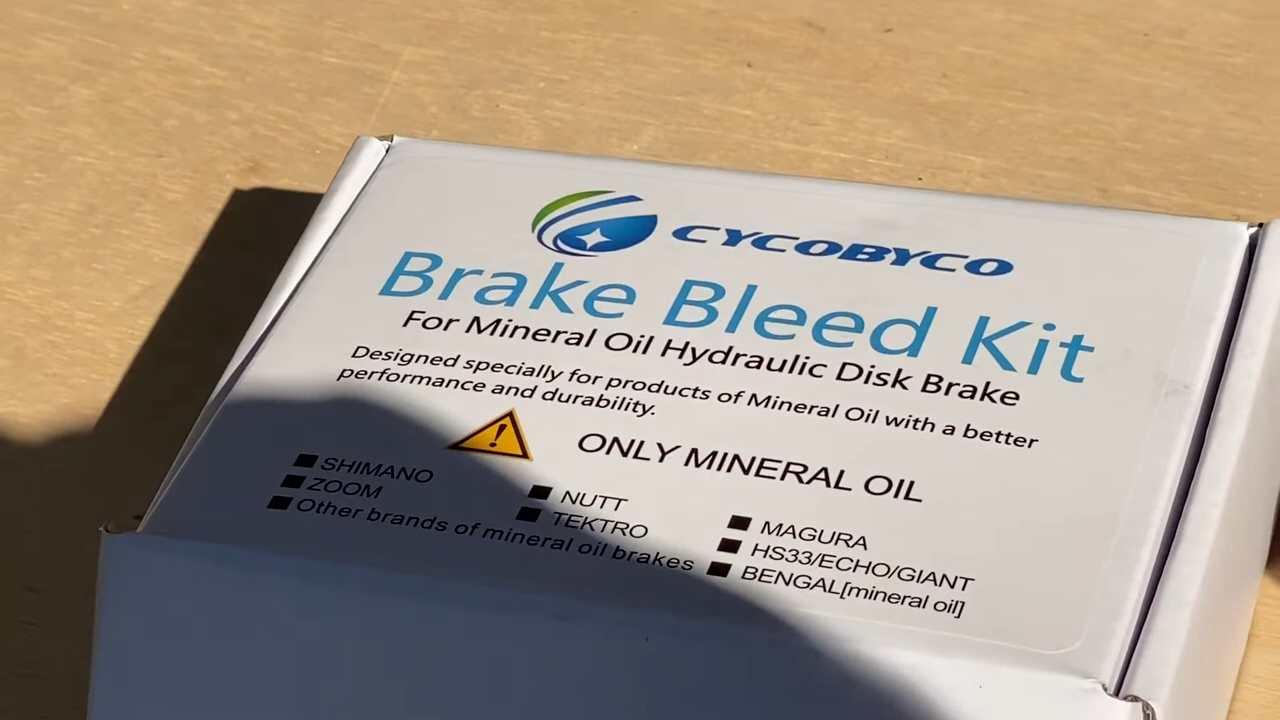 CYCOBYCO
Brake Bleed Kit
For Mineral Oil Hydraulic Disk Brake
Designed specially for products of Mineral Oil with a better
performance and durability.
ONLY MINERAL OIL
SHIMANO
ZOOM
Other brands of mineral oil brakes
NUTT
TEKTRO
MAGURA
HS33/ECHO/GIANT
BENGAL[mineral oil]